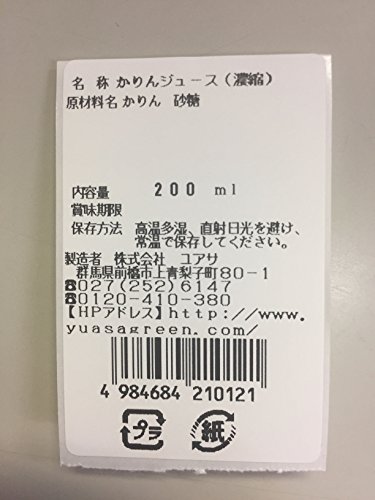 名 称 かりんジュース（濃縮）
原材料名 かりん 砂糖
内容量 200 ml
賞味期限
保存方法 高温多湿、直射日光を避け、
常温で保存してください。
製造者 株式会社 ユアサ
群馬県前橋市上青梨子町80-1
☎027(252)6147
☎0120-410-380
【HPアドレス】http://www.
yuasagreen.com/
4 984684 210121
プラ 紙